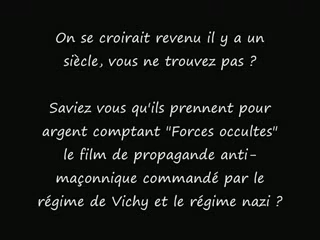 On se croirait revenu il y a un
siècle, vous ne trouvez pas ?
Saviez vous qu'ils prennent pour
argent comptant "Forces occultes"
le film de propagande anti-
maçonnique commandé par le
régime de Vichy et le régime nazi ?